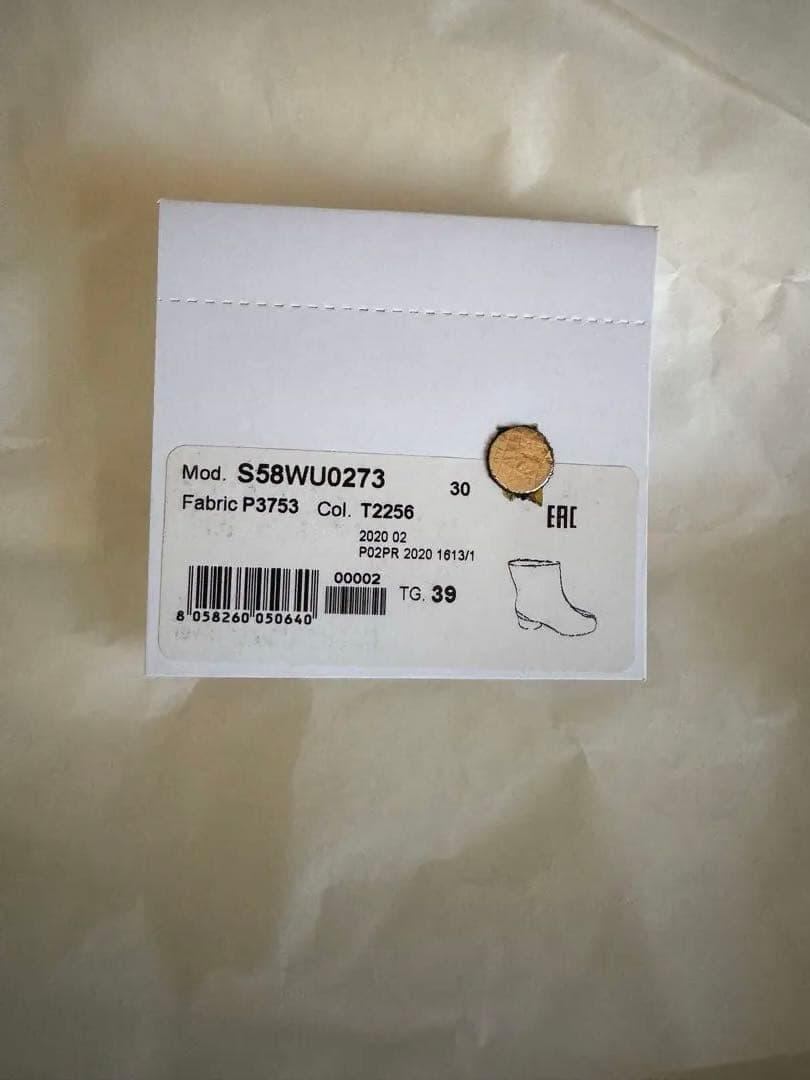 Mod. S58WU0273
30
Fabric P3753 Col. T2256
EAC
2020 02
P02PR 2020 1613/1
00002
TG. 39
8 058260 050640